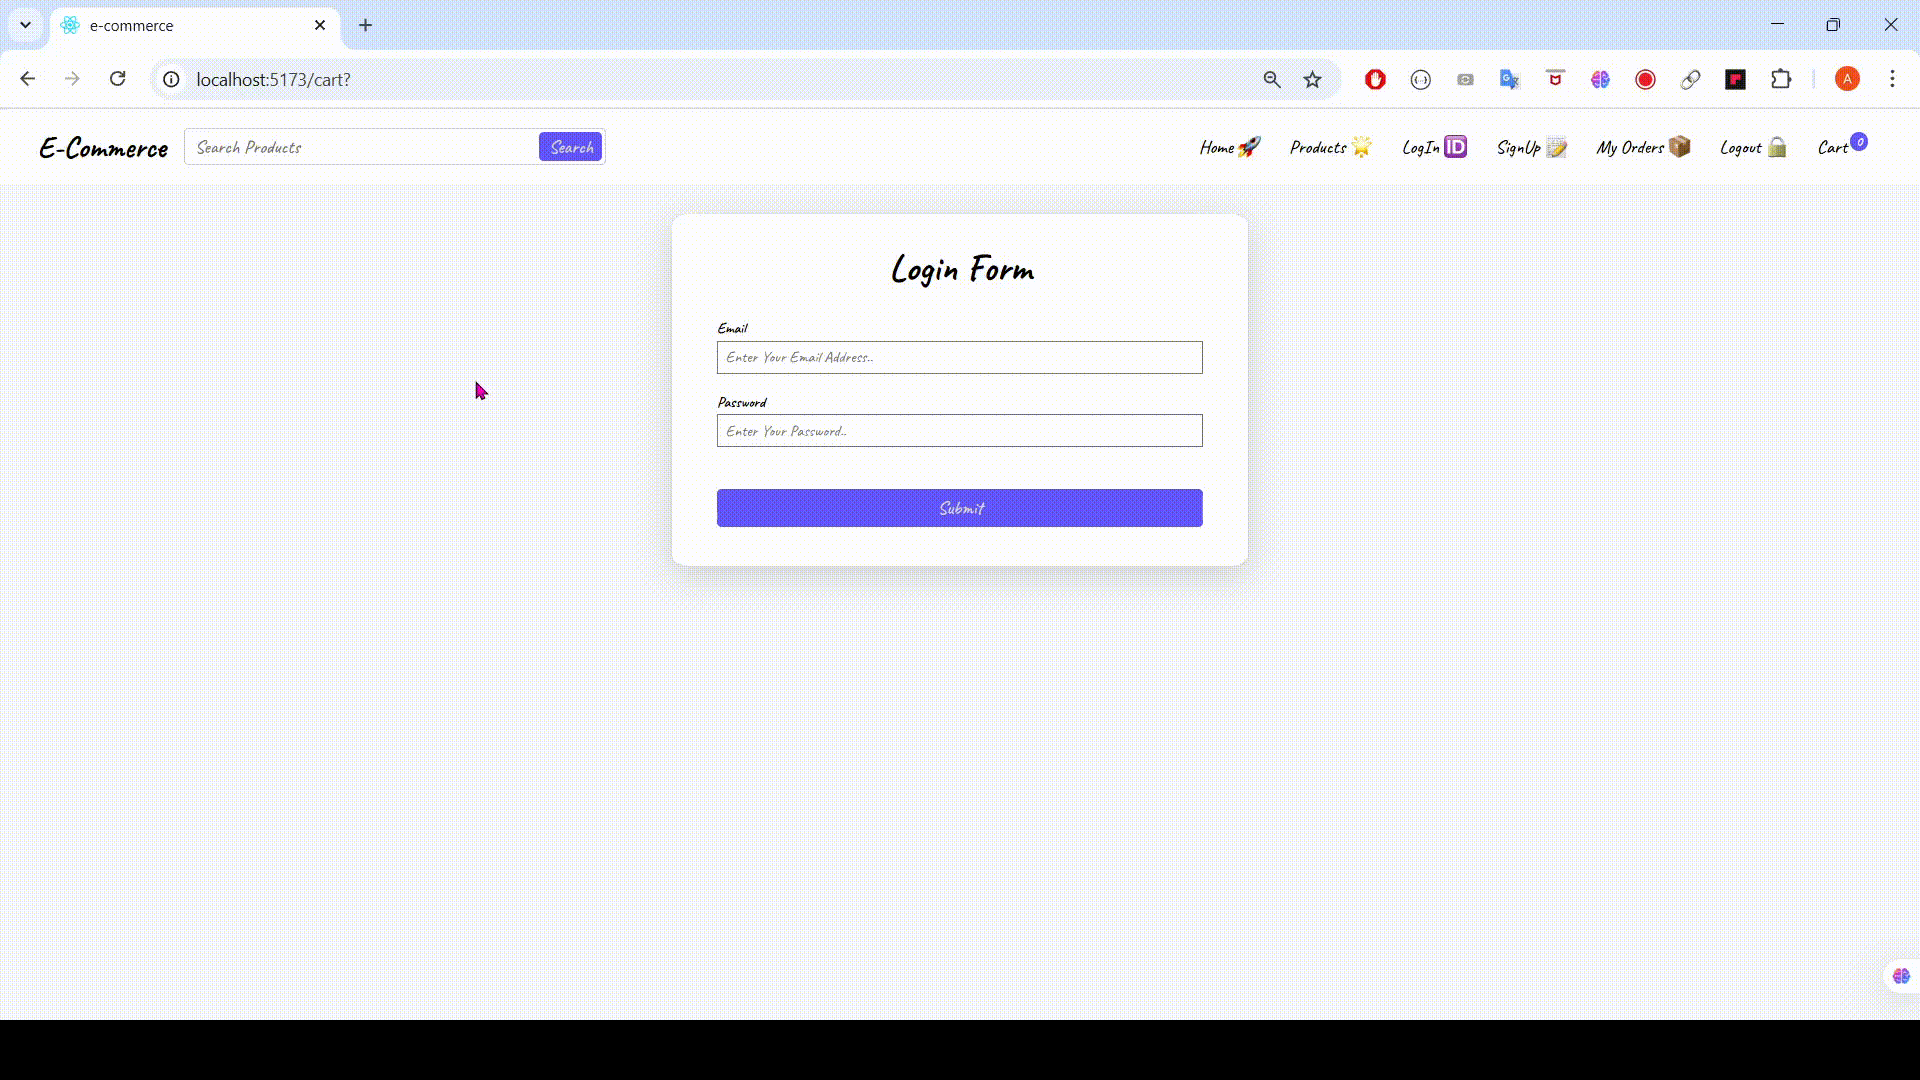 e-commerce
localhost:5173/cart?
A
E-Commerce
Search Products
Search
Home
Products
LogIn ID
SignUp
My Orders
Logout
Cart 0
Login Form
Email
Enter Your Email Address..
Password
Enter Your Password..
Submit